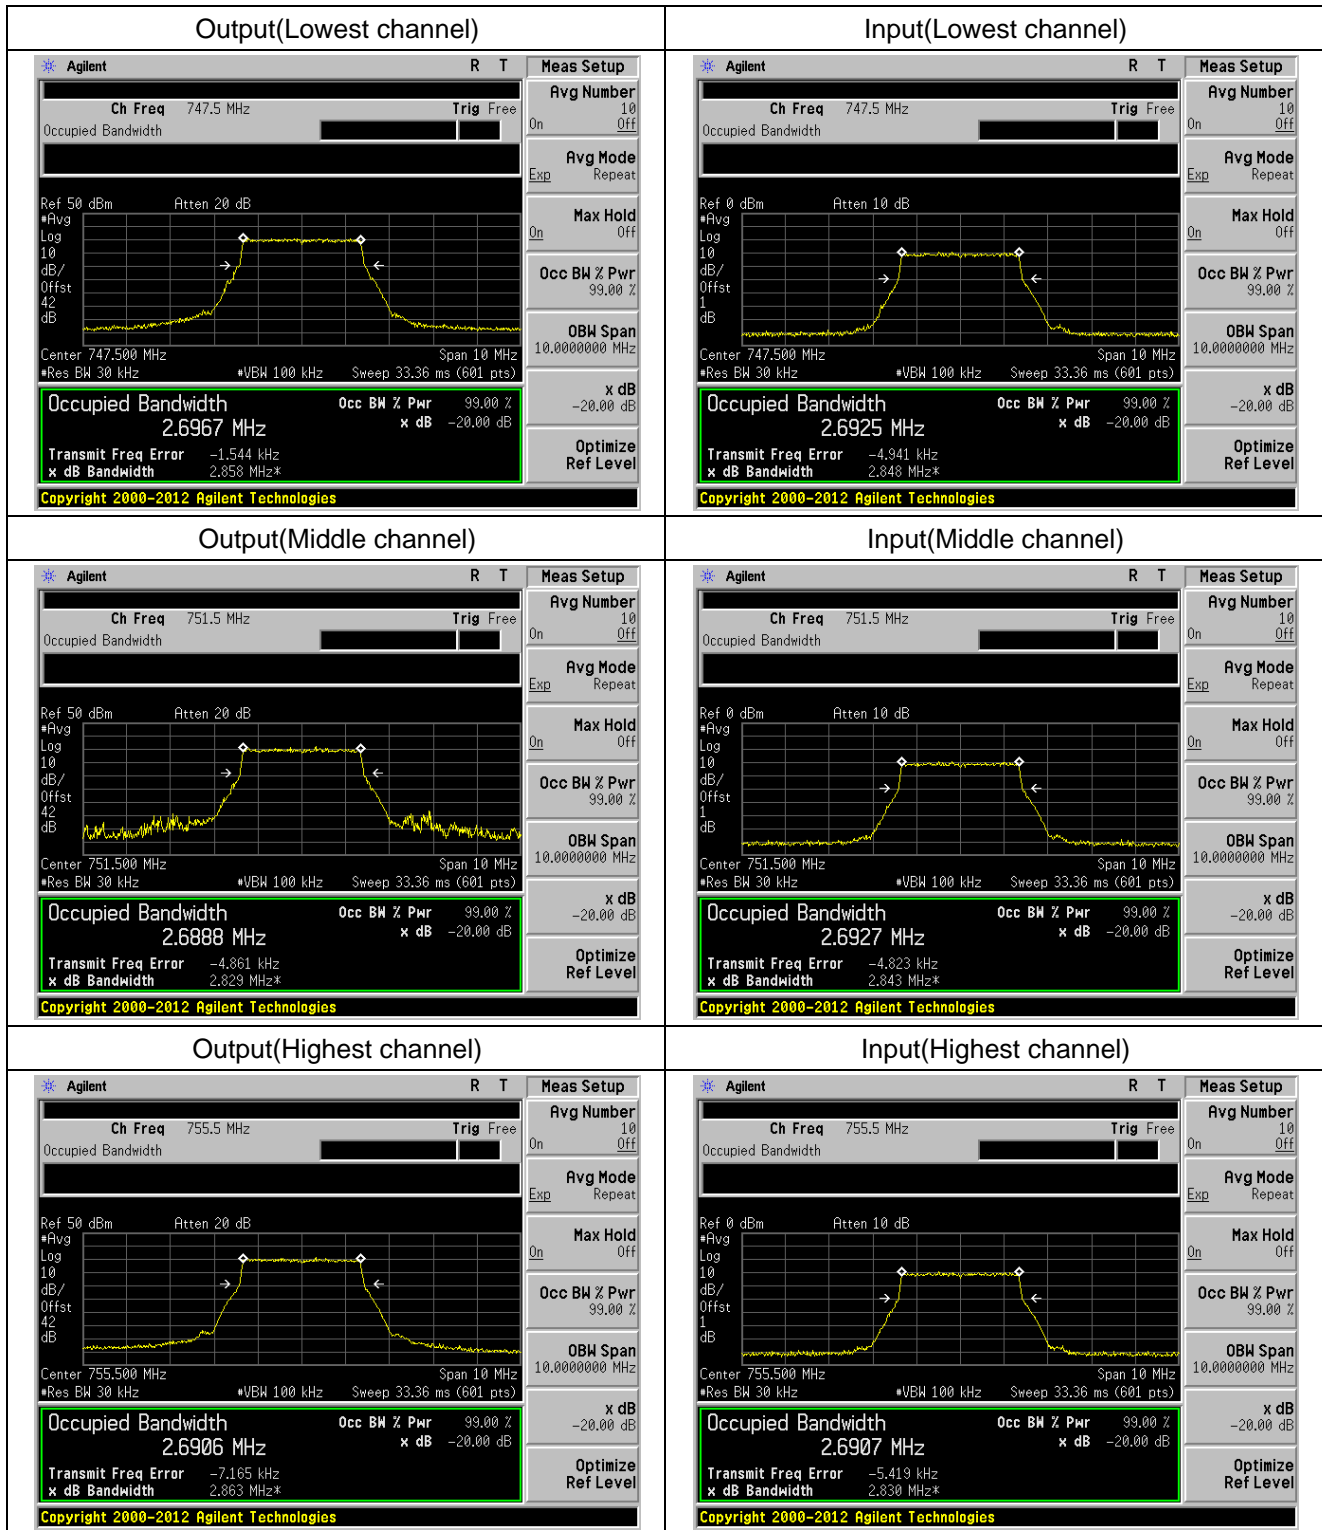 Output(Lowest channel)
Agilent R T
Ch Freq 747.5 MHz Trig Free
Occupied Bandwidth
Ref 50 dBm Atten 20 dB
#Avg
Log
10
dB/
Offst
42
dB
Center 747.500 MHz Span 10 MHz
#Res BW 30 kHz #VBW 100 kHz Sweep 33.36 ms (601 pts)
Occupied Bandwidth Occ BW % Pwr 99.00 %
2.6967 MHz x dB -20.00 dB
Transmit Freq Error -1.544 kHz
x dB Bandwidth 2.858 MHz*
Copyright 2000-2012 Agilent Technologies
Meas Setup
Avg Number
10
On Off
Avg Mode
Exp Repeat
Max Hold
On Off
Occ BW % Pwr
99.00 %
OBW Span
10.0000000 MHz
x dB
-20.00 dB
Optimize
Ref Level
Input(Lowest channel)
Agilent R T
Ch Freq 747.5 MHz Trig Free
Occupied Bandwidth
Ref 0 dBm Atten 10 dB
#Avg
Log
10
dB/
Offst
1
dB
Center 747.500 MHz Span 10 MHz
#Res BW 30 kHz #VBW 100 kHz Sweep 33.36 ms (601 pts)
Occupied Bandwidth Occ BW % Pwr 99.00 %
2.6925 MHz x dB -20.00 dB
Transmit Freq Error -4.941 kHz
x dB Bandwidth 2.848 MHz*
Copyright 2000-2012 Agilent Technologies
Meas Setup
Avg Number
10
On Off
Avg Mode
Exp Repeat
Max Hold
On Off
Occ BW % Pwr
99.00 %
OBW Span
10.0000000 MHz
x dB
-20.00 dB
Optimize
Ref Level
Output(Middle channel)
Agilent R T
Ch Freq 751.5 MHz Trig Free
Occupied Bandwidth
Ref 50 dBm Atten 20 dB
#Avg
Log
10
dB/
Offst
42
dB
Center 751.500 MHz Span 10 MHz
#Res BW 30 kHz #VBW 100 kHz Sweep 33.36 ms (601 pts)
Occupied Bandwidth Occ BW % Pwr 99.00 %
2.6888 MHz x dB -20.00 dB
Transmit Freq Error -4.861 kHz
x dB Bandwidth 2.829 MHz*
Copyright 2000-2012 Agilent Technologies
Meas Setup
Avg Number
10
On Off
Avg Mode
Exp Repeat
Max Hold
On Off
Occ BW % Pwr
99.00 %
OBW Span
10.0000000 MHz
x dB
-20.00 dB
Optimize
Ref Level
Input(Middle channel)
Agilent R T
Ch Freq 751.5 MHz Trig Free
Occupied Bandwidth
Ref 0 dBm Atten 10 dB
#Avg
Log
10
dB/
Offst
1
dB
Center 751.500 MHz Span 10 MHz
#Res BW 30 kHz #VBW 100 kHz Sweep 33.36 ms (601 pts)
Occupied Bandwidth Occ BW % Pwr 99.00 %
2.6927 MHz x dB -20.00 dB
Transmit Freq Error -4.823 kHz
x dB Bandwidth 2.843 MHz*
Copyright 2000-2012 Agilent Technologies
Meas Setup
Avg Number
10
On Off
Avg Mode
Exp Repeat
Max Hold
On Off
Occ BW % Pwr
99.00 %
OBW Span
10.0000000 MHz
x dB
-20.00 dB
Optimize
Ref Level
Output(Highest channel)
Agilent R T
Ch Freq 755.5 MHz Trig Free
Occupied Bandwidth
Ref 50 dBm Atten 20 dB
#Avg
Log
10
dB/
Offst
42
dB
Center 755.500 MHz Span 10 MHz
#Res BW 30 kHz #VBW 100 kHz Sweep 33.36 ms (601 pts)
Occupied Bandwidth Occ BW % Pwr 99.00 %
2.6906 MHz x dB -20.00 dB
Transmit Freq Error -7.165 kHz
x dB Bandwidth 2.863 MHz*
Copyright 2000-2012 Agilent Technologies
Meas Setup
Avg Number
10
On Off
Avg Mode
Exp Repeat
Max Hold
On Off
Occ BW % Pwr
99.00 %
OBW Span
10.0000000 MHz
x dB
-20.00 dB
Optimize
Ref Level
Input(Highest channel)
Agilent R T
Ch Freq 755.5 MHz Trig Free
Occupied Bandwidth
Ref 0 dBm Atten 10 dB
#Avg
Log
10
dB/
Offst
1
dB
Center 755.500 MHz Span 10 MHz
#Res BW 30 kHz #VBW 100 kHz Sweep 33.36 ms (601 pts)
Occupied Bandwidth Occ BW % Pwr 99.00 %
2.6907 MHz x dB -20.00 dB
Transmit Freq Error -5.419 kHz
x dB Bandwidth 2.830 MHz*
Copyright 2000-2012 Agilent Technologies
Meas Setup
Avg Number
10
On Off
Avg Mode
Exp Repeat
Max Hold
On Off
Occ BW % Pwr
99.00 %
OBW Span
10.0000000 MHz
x dB
-20.00 dB
Optimize
Ref Level